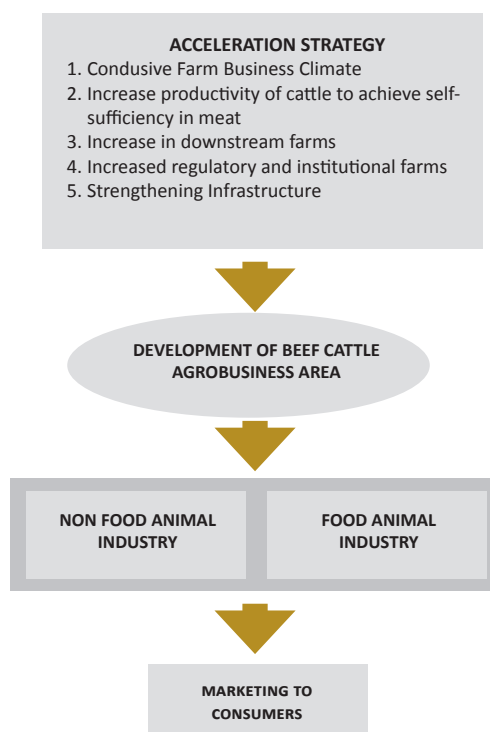 ACCELERATION STRATEGY
1. Condusive Farm Business Climate
2. Increase productivity of cattle to achieve self-
sufficiency in meat
3. Increase in downstream farms
4. Increased regulatory and institutional farms
5. Strengthening Infrastructure
DEVELOPMENT OF BEEF CATTLE
AGROBUSINESS AREA
NON FOOD ANIMAL
INDUSTRY
FOOD ANIMAL
INDUSTRY
MARKETING TO
CONSUMERS